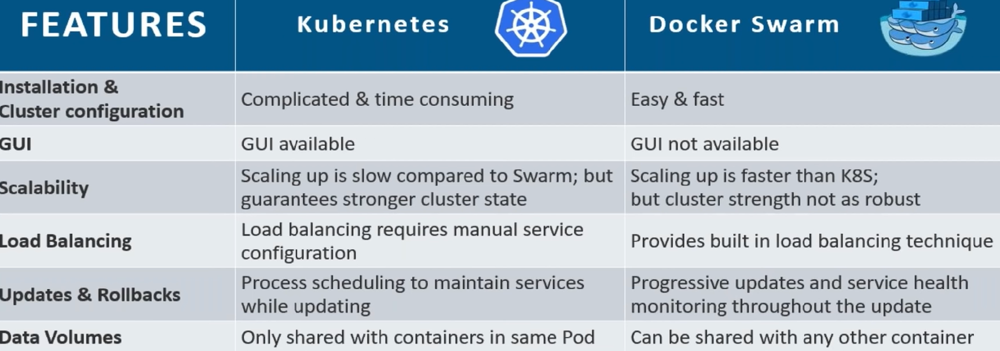 FEATURES
Kubernetes
Docker Swarm
Installation &
Cluster configuration
Complicated & time consuming
Easy & fast
GUI
GUI available
GUI not available
Scalability
Scaling up is slow compared to Swarm; but
guarantees stronger cluster state
Scaling up is faster than K8S;
but cluster strength not as robust
Load Balancing
Load balancing requires manual service
configuration
Provides built in load balancing technique
Updates & Rollbacks
Process scheduling to maintain services
while updating
Progressive updates and service health
monitoring throughout the update
Data Volumes
Only shared with containers in same Pod
Can be shared with any other container